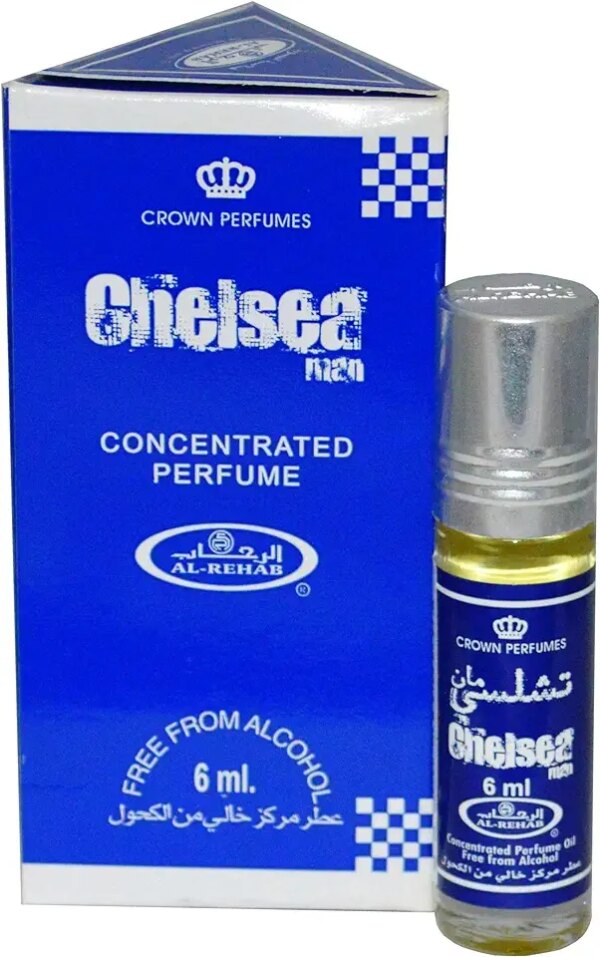 CROWN PERFUMES
Chelsea
man
CONCENTRATED
PERFUME
الرحاب
AL-REHAB
®
FREE FROM ALCOHOL
6 ml.
عطر مركز خالي من الكحول
CROWN PERFUMES
تشلسي مان
Chelsea
man
6 ml
الرحاب
AL-REHAB
®
Concentrated Perfume Oil
Free from Alcohol
عطر مركز خالي من الكحول